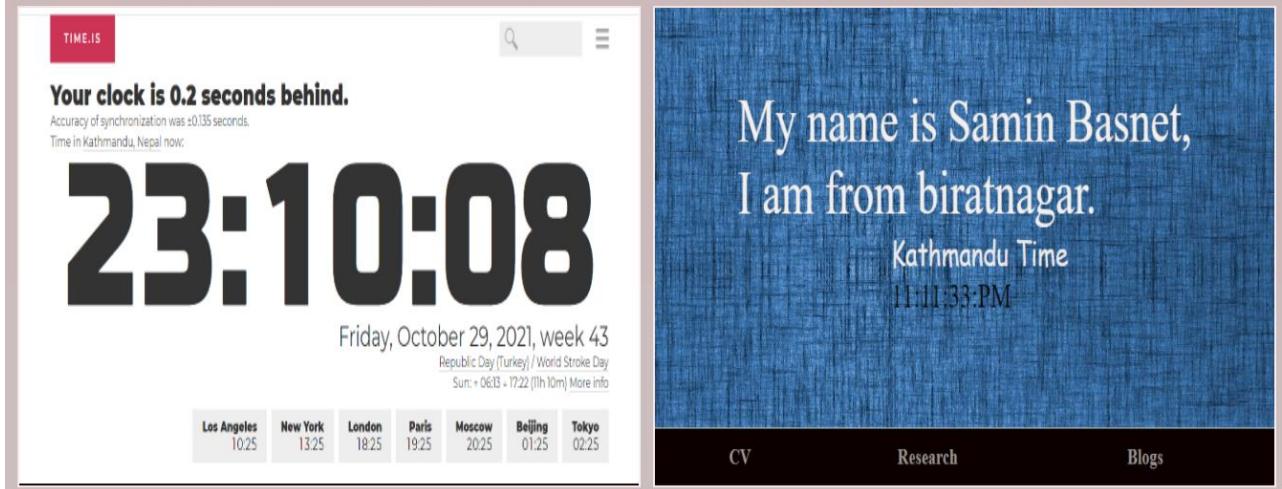 TIME.IS
Your clock is 0.2 seconds behind.
Accuracy of synchronization was ±0.135 seconds.
Time in Kathmandu, Nepal now:
23:10:08
Friday, October 29, 2021, week 43
Republic Day (Turkey) / World Stroke Day
Sun: ↑ 06:13 ↓ 17:22 (11h 10m) More info
Los Angeles New York London Paris Moscow Beijing Tokyo
10:25 13:25 18:25 19:25 20:25 01:25 02:25
My name is Samin Basnet,
I am from biratnagar.
Kathmandu Time
11:11:33:PM
CV Research Blogs